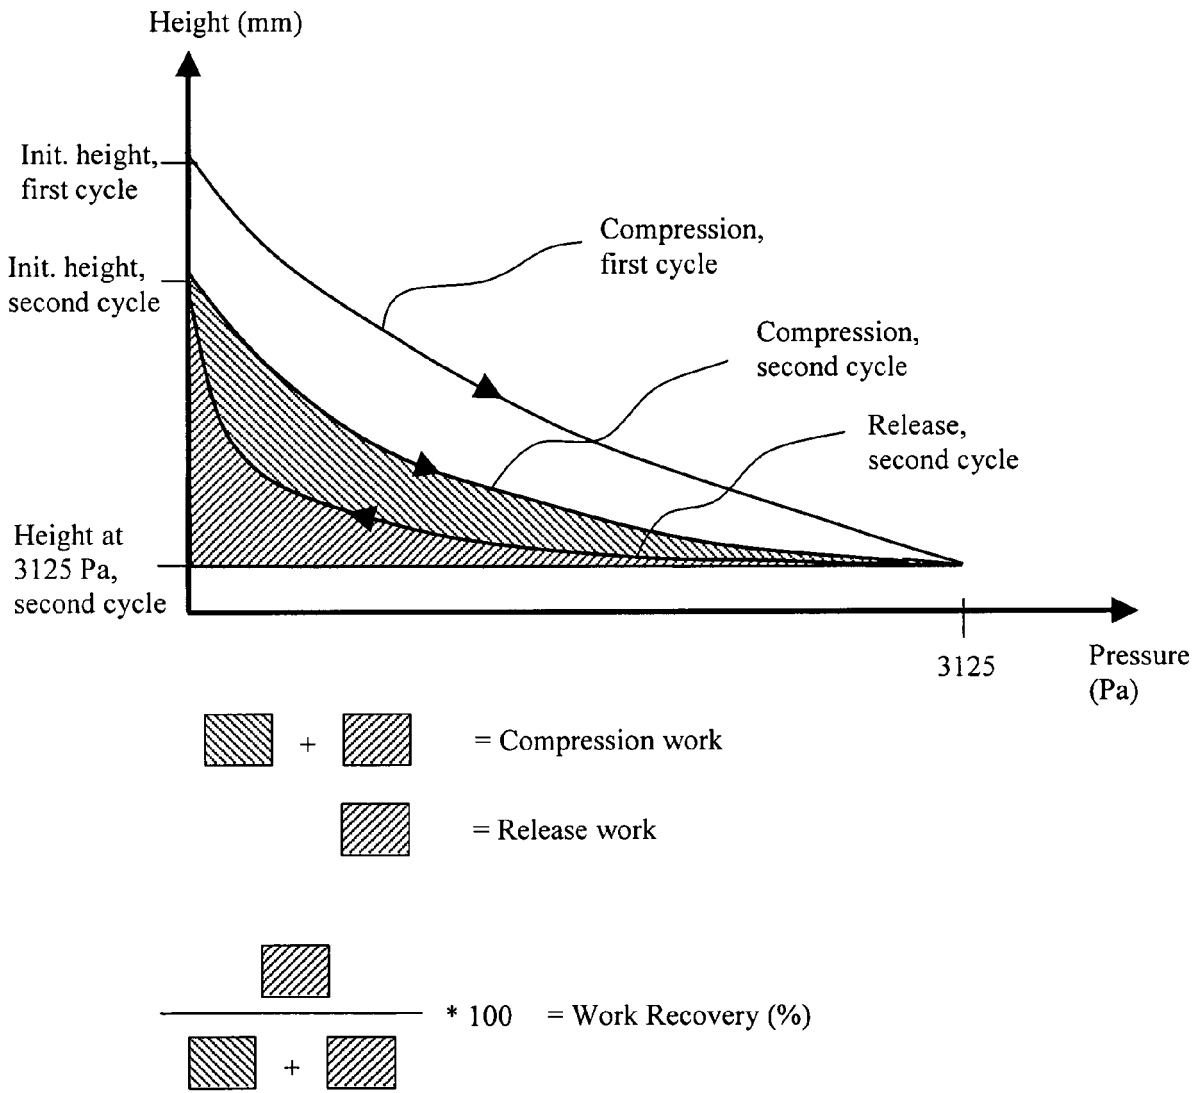 Height (mm)
Init. height,
first cycle
Init. height,
second cycle
Compression,
first cycle
Compression,
second cycle
Release,
second cycle
Height at
3125 Pa,
second cycle
3125
Pressure
(Pa)
+ = Compression work
= Release work
* 100 = Work Recovery (%)
+